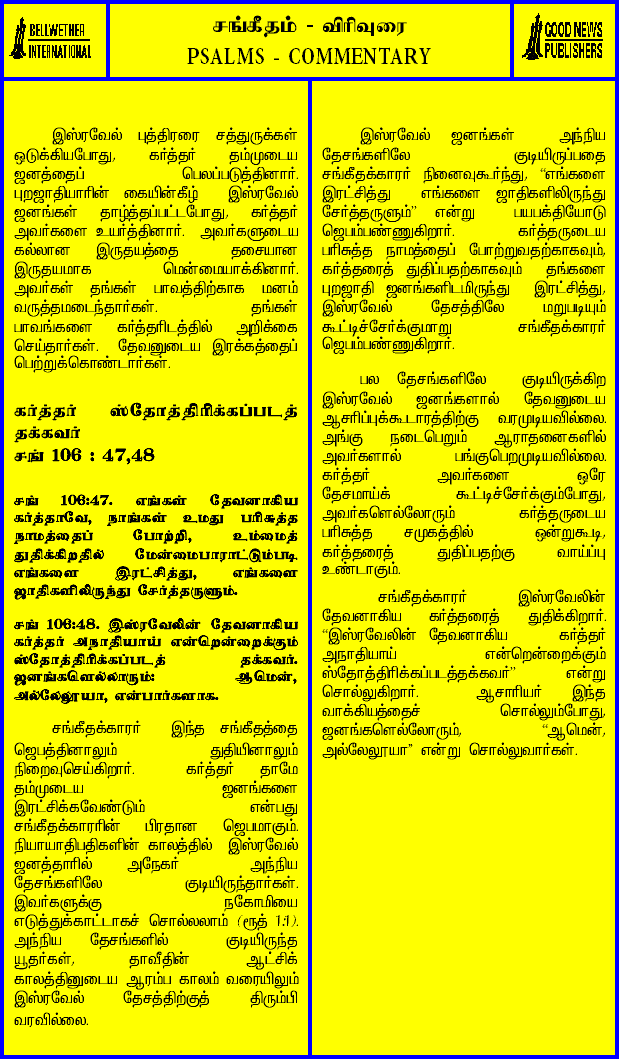 BELLWETHER
INTERNATIONAL
சங்கீதம் - விரிவுரை
PSALMS - COMMENTARY
GOOD NEWS
PUBLISHERS
இஸ்ரவேல் புத்திரரை சத்துருக்கள்
ஒடுக்கியபோது, கர்த்தர் தம்முடைய
ஜனத்தைப் பெலப்படுத்தினார்.
புறஜாதியாரின் கையின்கீழ் இஸ்ரவேல்
ஜனங்கள் தாழ்த்தப்பட்டபோது, கர்த்தர்
அவர்களை உயர்த்தினார். அவர்களுடைய
கல்லான இருதயத்தை தசையான
இருதயமாக மென்மையாக்கினார்.
அவர்கள் தங்கள் பாவத்திற்காக மனம்
வருத்தமடைந்தார்கள். தங்கள்
பாவங்களை கர்த்தரிடத்தில் அறிக்கை
செய்தார்கள். தேவனுடைய இரக்கத்தைப்
பெற்றுக்கொண்டார்கள்.
கர்த்தர் ஸ்தோத்திரிக்கப்படத்
தக்கவர்
சங் 106 : 47,48
சங் 106:47. எங்கள் தேவனாகிய
கர்த்தாவே, நாங்கள் உமது பரிசுத்த
நாமத்தைப் போற்றி, உம்மைத்
துதிக்கிறதில் மேன்மைபாராட்டும்படி
எங்களை இரட்சித்து, எங்களை
ஜாதிகளிலிருந்து சேர்த்தருளும்.
சங் 106:48. இஸ்ரவேலின் தேவனாகிய
கர்த்தர் அநாதியாய் என்றென்றைக்கும்
ஸ்தோத்திரிக்கப்படத் தக்கவர்.
ஜனங்களெல்லாரும்: ஆமென்,
அல்லேலூயா, என்பார்களாக.
சங்கீதக்காரர் இந்த சங்கீதத்தை
ஜெபத்தினாலும் துதியினாலும்
நிறைவுசெய்கிறார். கர்த்தர் தாமே
தம்முடைய ஜனங்களை
இரட்சிக்கவேண்டும் என்பது
சங்கீதக்காரரின் பிரதான ஜெபமாகும்.
நியாயாதிபதிகளின் காலத்தில் இஸ்ரவேல்
ஜனத்தாரில் அநேகர் அந்நிய
தேசங்களிலே குடியிருந்தார்கள்.
இவர்களுக்கு நகோமியை
எடுத்துக்காட்டாகச் சொல்லலாம் (ரூத் 1:1).
அந்நிய தேசங்களில் குடியிருந்த
யூதர்கள், தாவீதின் ஆட்சிக்
காலத்தினுடைய ஆரம்ப காலம் வரையிலும்
இஸ்ரவேல் தேசத்திற்குத் திரும்பி
வரவில்லை.
இஸ்ரவேல் ஜனங்கள் அந்நிய
தேசங்களிலே குடியிருப்பதை
சங்கீதக்காரர் நினைவுகூர்ந்து, “எங்களை
இரட்சித்து எங்களை ஜாதிகளிலிருந்து
சேர்த்தருளும்” என்று பயபக்தியோடு
ஜெபம்பண்ணுகிறார். கர்த்தருடைய
பரிசுத்த நாமத்தைப் போற்றுவதற்காகவும்,
கர்த்தரைத் துதிப்பதற்காகவும் தங்களை
புறஜாதி ஜனங்களிடமிருந்து இரட்சித்து,
இஸ்ரவேல் தேசத்திலே மறுபடியும்
கூட்டிச்சேர்க்குமாறு சங்கீதக்காரர்
ஜெபம்பண்ணுகிறார்.
பல தேசங்களிலே குடியிருக்கிற
இஸ்ரவேல் ஜனங்களால் தேவனுடைய
ஆசரிப்புக்கூடாரத்திற்கு வரமுடியவில்லை.
அங்கு நடைபெறும் ஆராதனைகளில்
அவர்களால் பங்குபெறமுடியவில்லை.
கர்த்தர் அவர்களை ஒரே
தேசமாய்க் கூட்டிச்சேர்க்கும்போது,
அவர்களெல்லோரும் கர்த்தருடைய
பரிசுத்த சமுகத்தில் ஒன்றுகூடி,
கர்த்தரைத் துதிப்பதற்கு வாய்ப்பு
உண்டாகும்.
சங்கீதக்காரர் இஸ்ரவேலின்
தேவனாகிய கர்த்தரைத் துதிக்கிறார்.
“இஸ்ரவேலின் தேவனாகிய கர்த்தர்
அநாதியாய் என்றென்றைக்கும்
ஸ்தோத்திரிக்கப்படத்தக்கவர்” என்று
சொல்லுகிறார். ஆசாரியர் இந்த
வாக்கியத்தைச் சொல்லும்போது,
ஜனங்களெல்லோரும், “ஆமென்,
அல்லேலூயா” என்று சொல்லுவார்கள்.